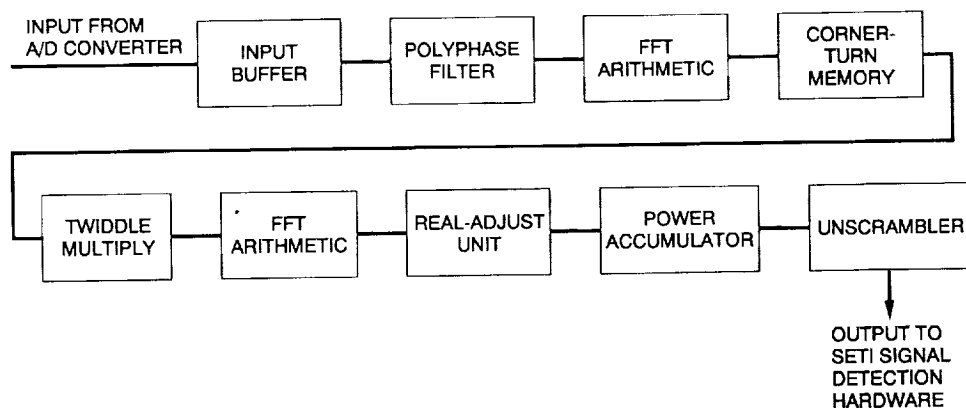 INPUT FROM
A/D CONVERTER
INPUT
BUFFER
POLYPHASE
FILTER
FFT
ARITHMETIC
CORNER-
TURN
MEMORY
TWIDDLE
MULTIPLY
FFT
ARITHMETIC
REAL-ADJUST
UNIT
POWER
ACCUMULATOR
UNSCRAMBLER
OUTPUT TO
SETI SIGNAL
DETECTION
HARDWARE